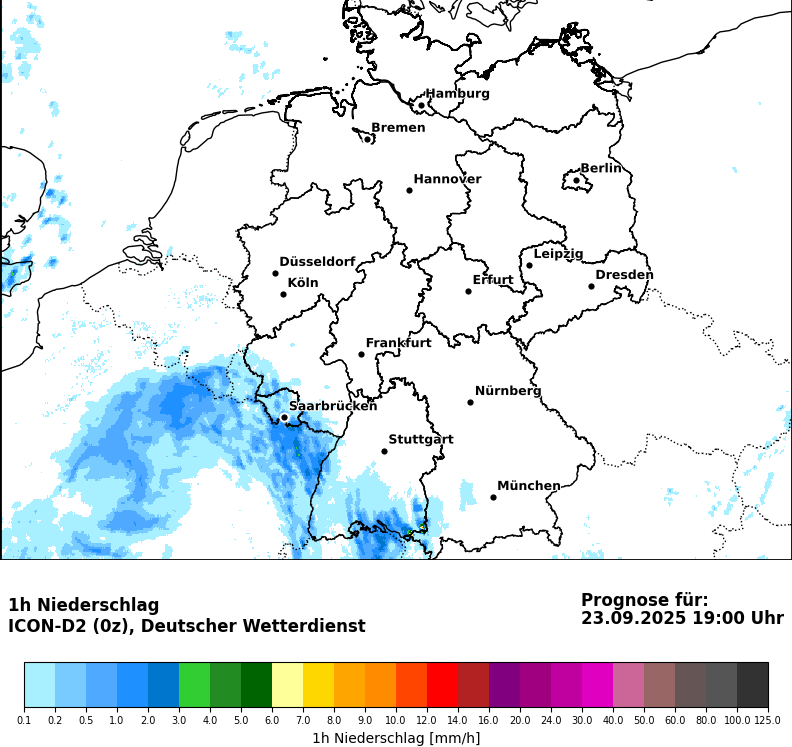 Hamburg
Bremen
Berlin
Hannover
Leipzig
Düsseldorf
Dresden
Köln
Erfurt
Frankfurt
Nürnberg
Saarbrücken
Stuttgart
München
1h Niederschlag
ICON-D2 (0z), Deutscher Wetterdienst
Prognose für:
23.09.2025 19:00 Uhr
0.1 0.2 0.5 1.0 2.0 3.0 4.0 5.0 6.0 7.0 8.0 9.0 10.0 12.0 14.0 16.0 20.0 24.0 30.0 40.0 50.0 60.0 80.0 100.0 125.0
1h Niederschlag [mm/h]